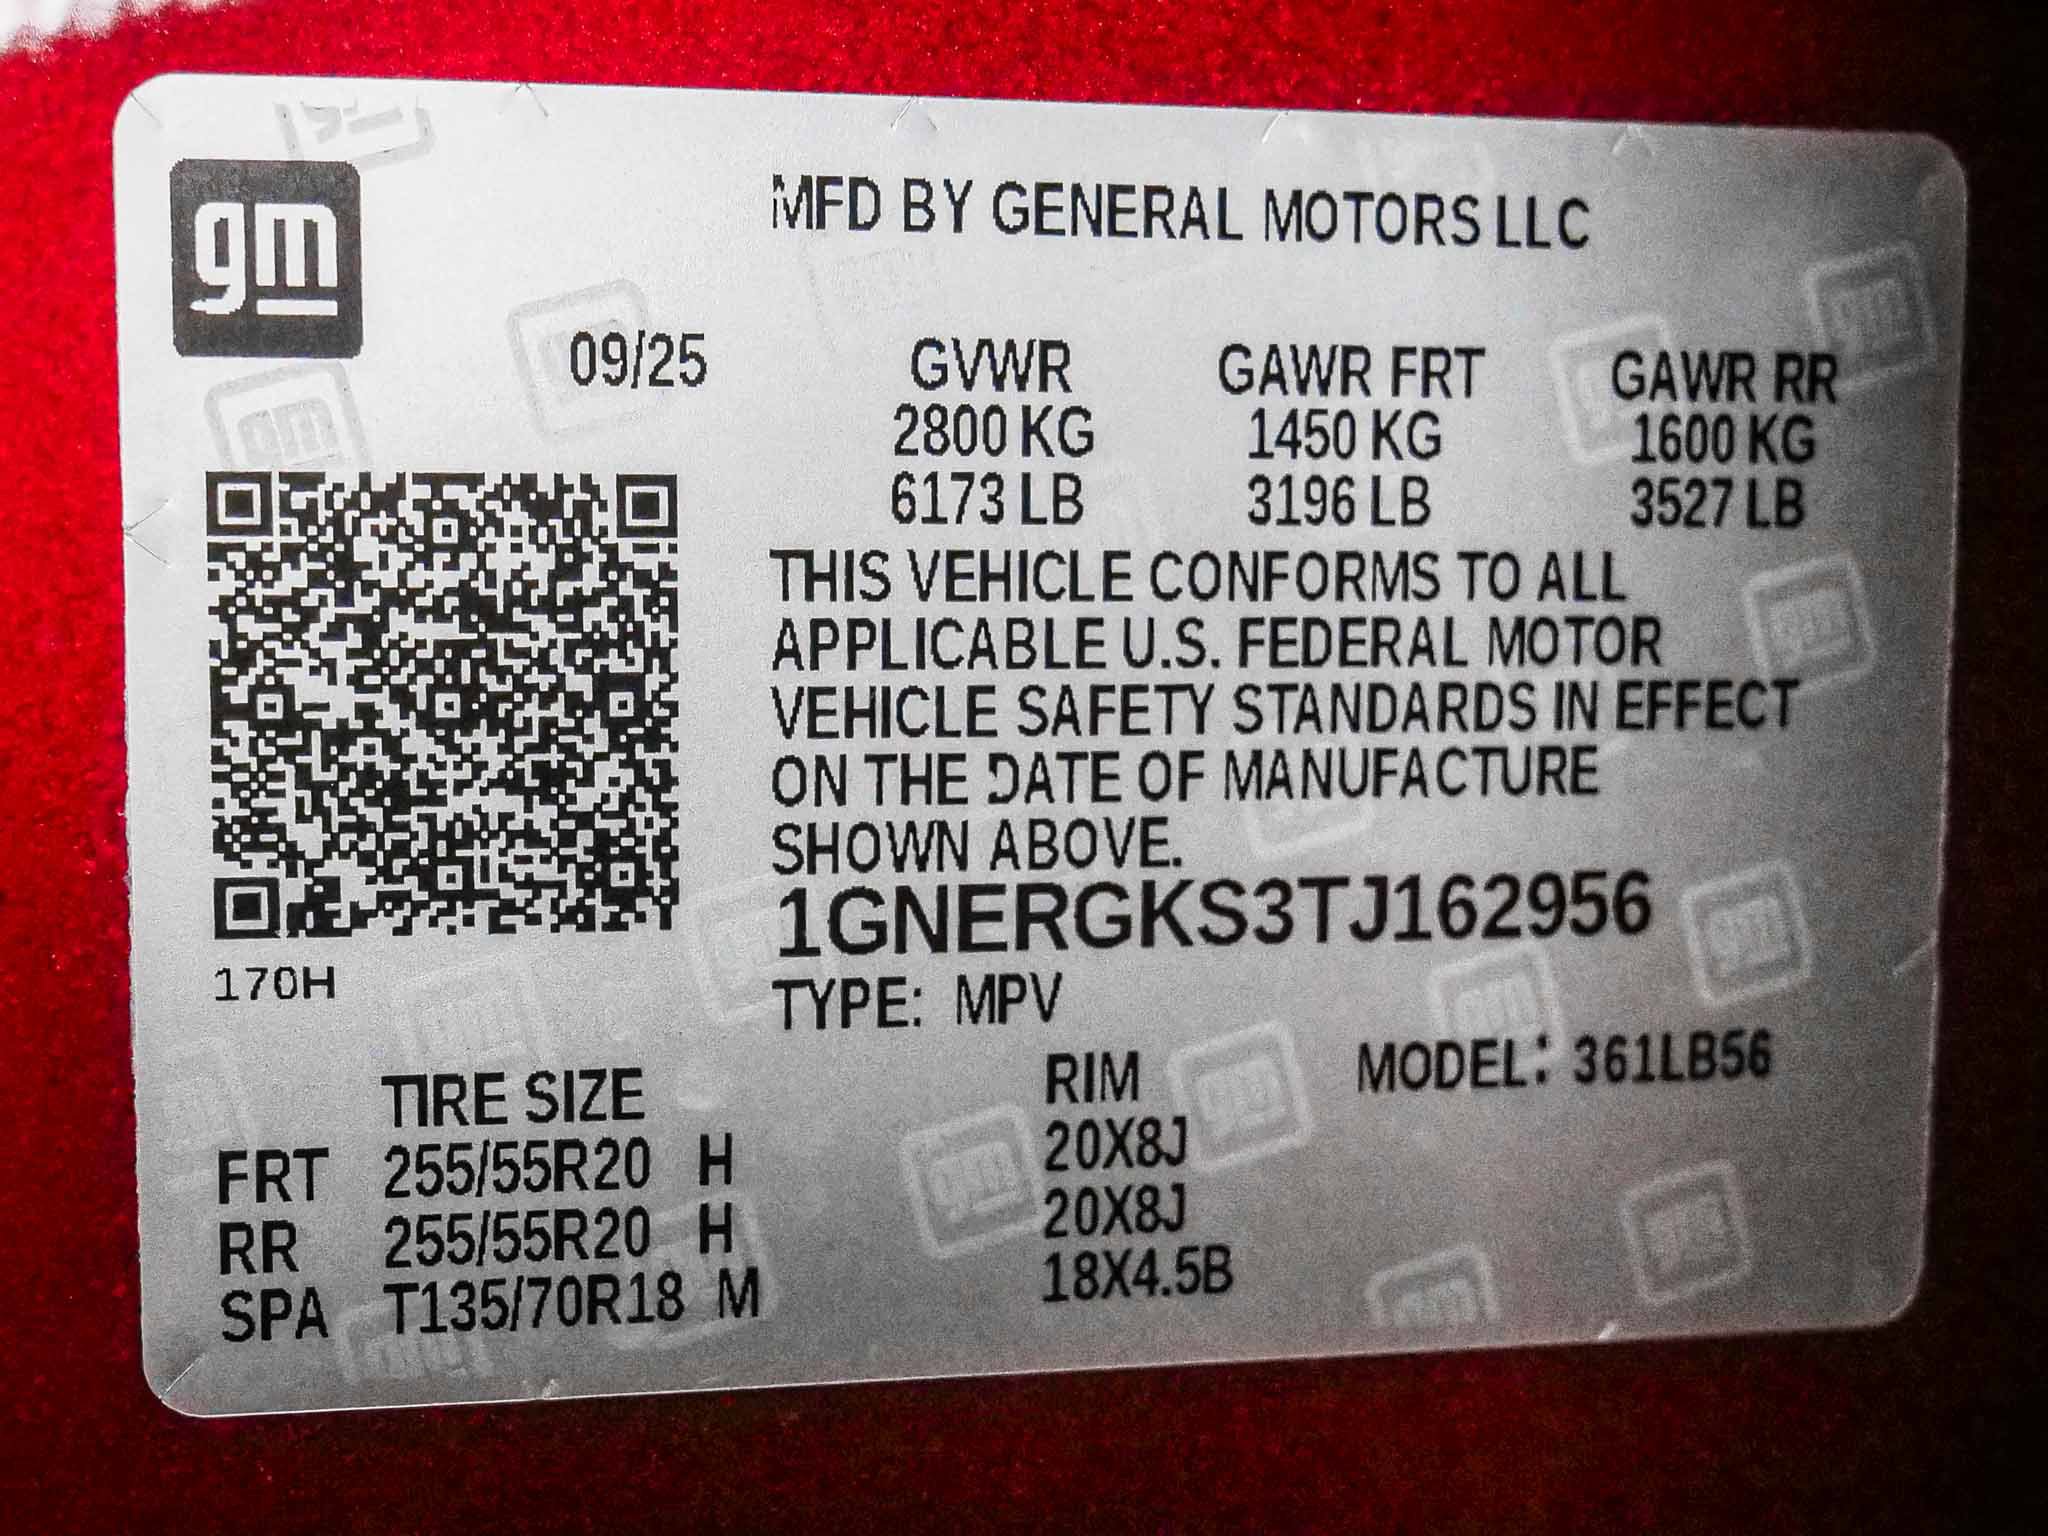 gm
MFD BY GENERAL MOTORS LLC
09/25 GVWR GAWR FRT GAWR RR
2800 KG 1450 KG 1600 KG
6173 LB 3196 LB 3527 LB
THIS VEHICLE CONFORMS TO ALL
APPLICABLE U.S. FEDERAL MOTOR
VEHICLE SAFETY STANDARDS IN EFFECT
ON THE DATE OF MANUFACTURE
SHOWN ABOVE.
1GNERGKS3TJ162956
170H
TYPE: MPV
MODEL: 361LB56
TIRE SIZE RIM
FRT 255/55R20 H 20X8J
RR 255/55R20 H 20X8J
SPA T135/70R18 M 18X4.5B